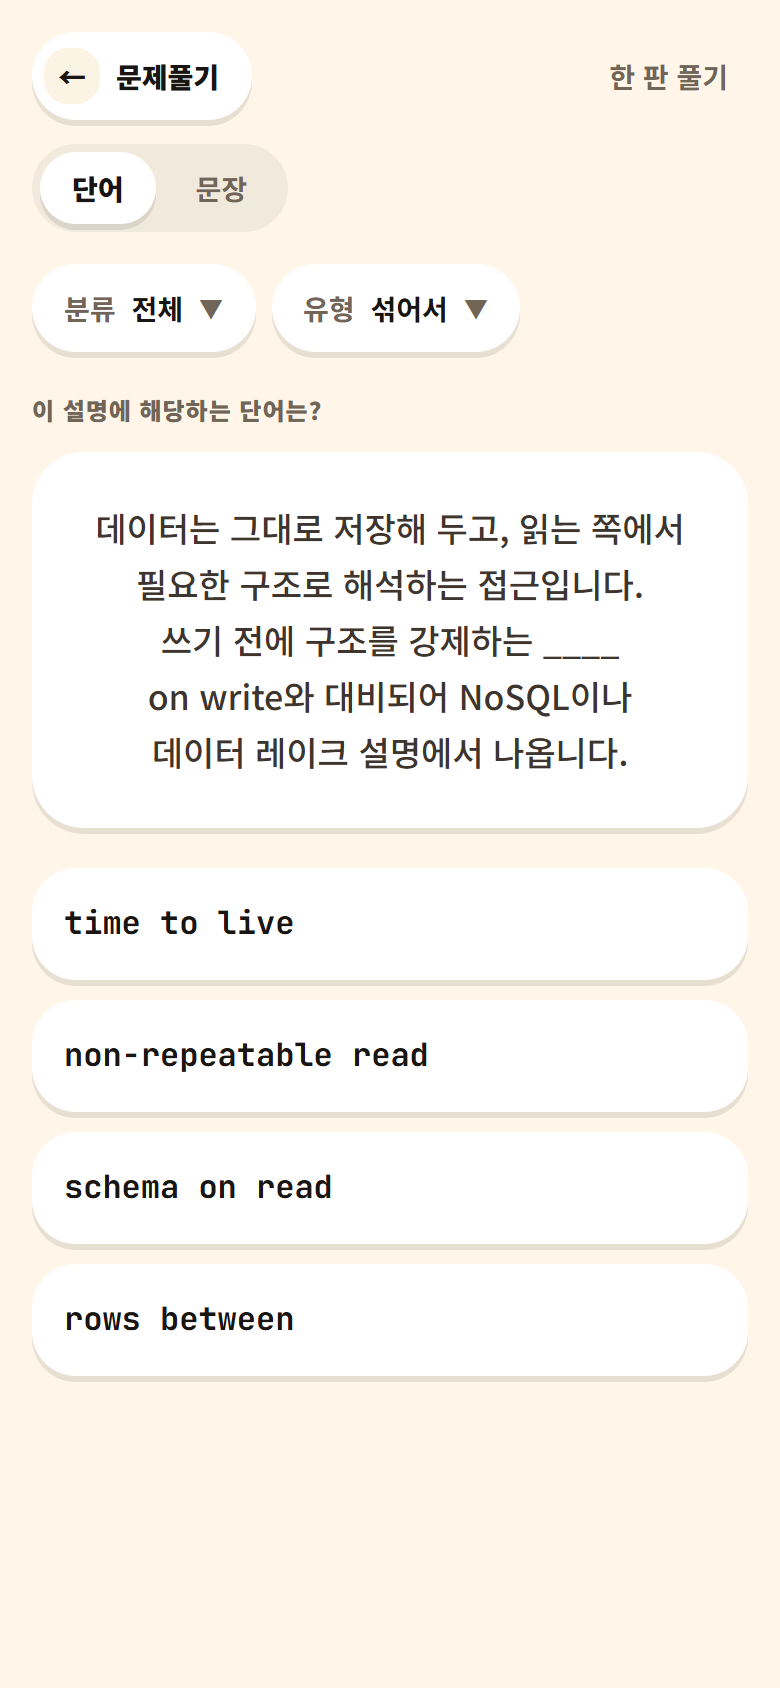 ← 문제풀기
한 판 풀기
단어 문장
분류 전체 ▼ 유형 섞어서 ▼
이 설명에 해당하는 단어는?
데이터는 그대로 저장해 두고, 읽는 쪽에서
필요한 구조로 해석하는 접근입니다.
쓰기 전에 구조를 강제하는 ____
on write와 대비되어 NoSQL이나
데이터 레이크 설명에서 나옵니다.
time to live
non-repeatable read
schema on read
rows between